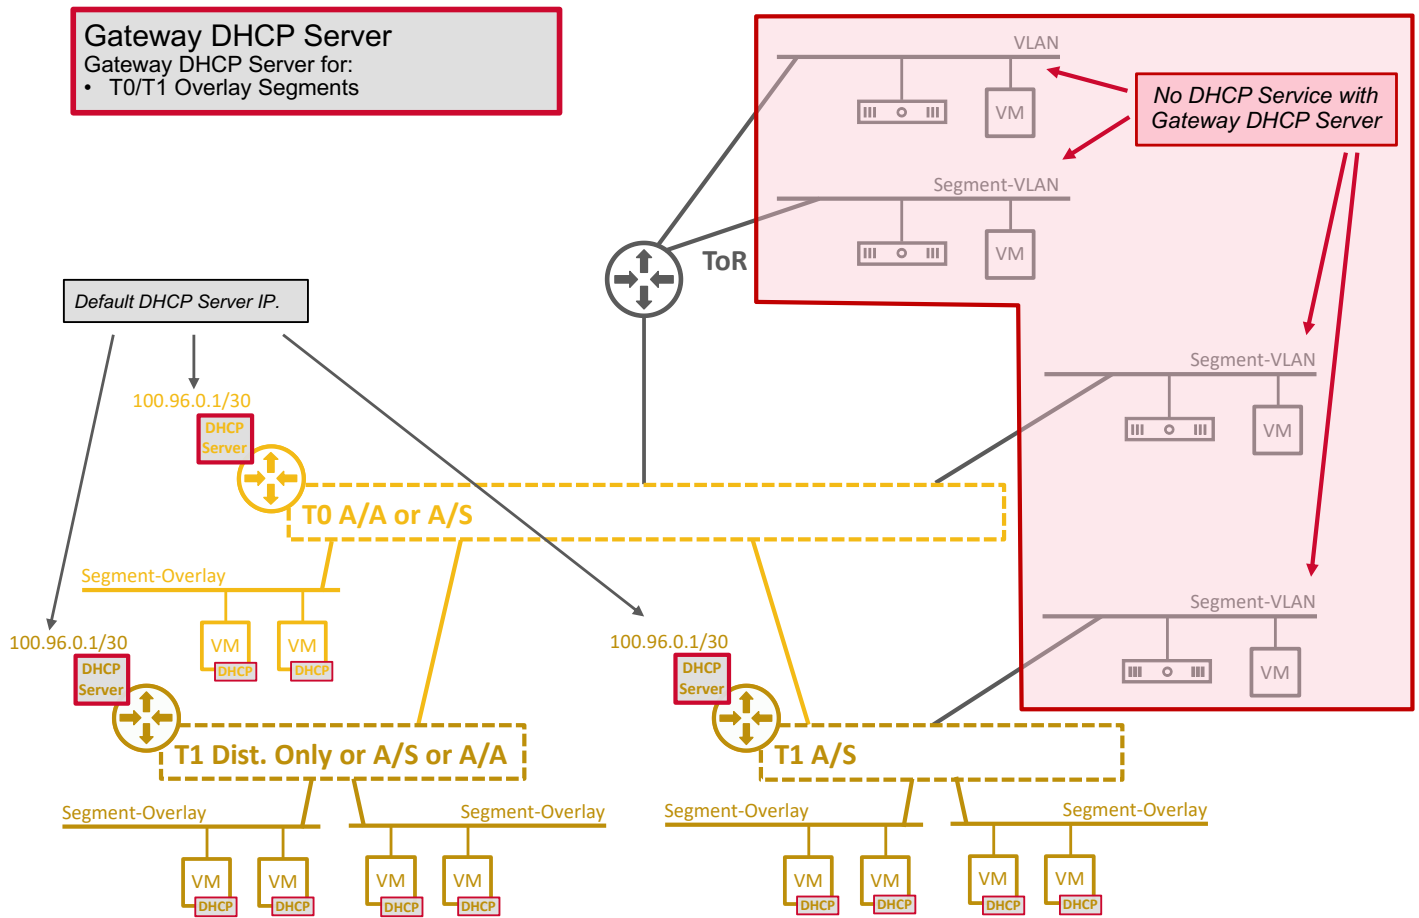 Gateway DHCP Server
Gateway DHCP Server for:
• T0/T1 Overlay Segments
VLAN
No DHCP Service with
Gateway DHCP Server
VM
Segment-VLAN
VM
ToR
Default DHCP Server IP.
Segment-VLAN
VM
100.96.0.1/30
DHCP
Server
T0 A/A or A/S
Segment-Overlay
VM
VM
DHCP
DHCP
Segment-VLAN
VM
100.96.0.1/30
DHCP
Server
100.96.0.1/30
DHCP
Server
T1 Dist. Only or A/S or A/A
T1 A/S
Segment-Overlay
Segment-Overlay
Segment-Overlay
Segment-Overlay
VM
VM
VM
VM
VM
VM
VM
VM
DHCP
DHCP
DHCP
DHCP
DHCP
DHCP
DHCP
DHCP